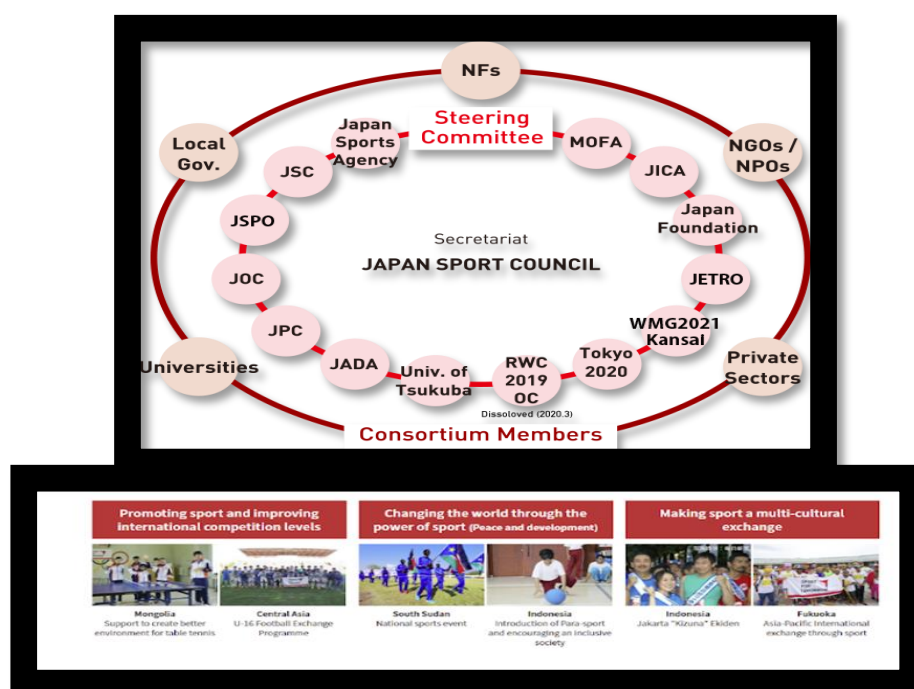 NFs
Steering
Committee
Local
Gov.
NGOs /
NPOs
Japan
Sports
Agency
MOFA
JSC
JICA
JSPO
Japan
Foundation
Secretariat
JAPAN SPORT COUNCIL
JOC
JETRO
JPC
WMG2021
Kansai
Universities
JADA
Univ. of
Tsukuba
RWC
2019
OC
Dissoloved (2020.3)
Tokyo
2020
Private
Sectors
Consortium Members
Promoting sport and improving
international competition levels
Changing the world through the
power of sport (Peace and development)
Making sport a multi-cultural
exchange
Mongolia
Support to create better
environment for table tennis
Central Asia
U-16 Football Exchange
Programme
South Sudan
National sports event
Indonesia
Introduction of Para-sport
and encouraging an inclusive
society
Indonesia
Jakarta "Kizuna" Ekiden
Fukuoka
Asia-Pacific International
exchange through sport